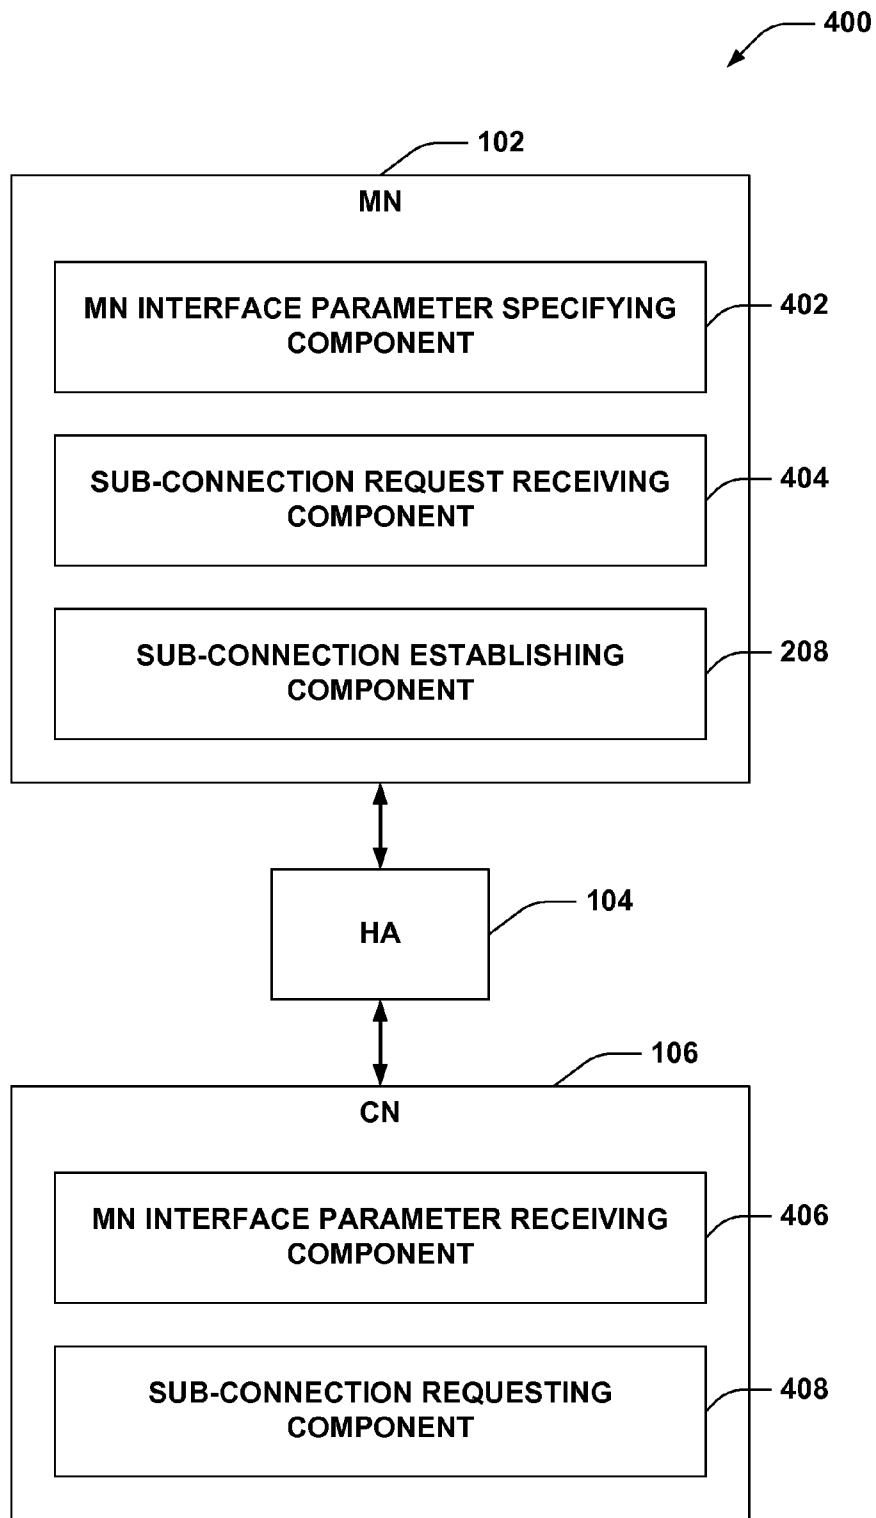 400
102
MN
MN INTERFACE PARAMETER SPECIFYING
COMPONENT
402
SUB-CONNECTION REQUEST RECEIVING
COMPONENT
404
SUB-CONNECTION ESTABLISHING
COMPONENT
208
HA
104
106
CN
MN INTERFACE PARAMETER RECEIVING
COMPONENT
406
SUB-CONNECTION REQUESTING
COMPONENT
408